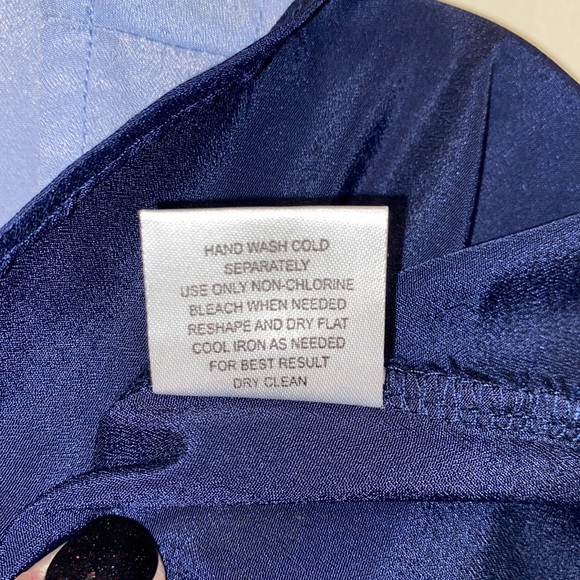 HAND WASH COLD
SEPARATELY
USE ONLY NON-CHLORINE
BLEACH WHEN NEEDED
RESHAPE AND DRY FLAT
COOL IRON AS NEEDED
FOR BEST RESULT
DRY CLEAN